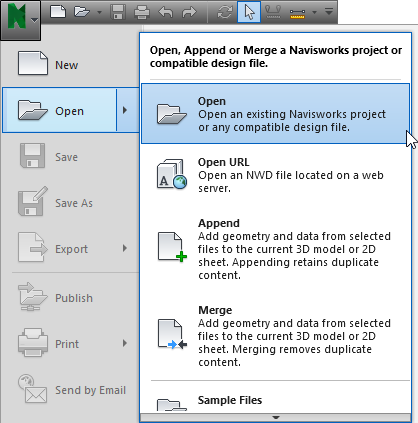 N
New
Open
Save
Save As
Export
Publish
Print
Send by Email
Open, Append or Merge a Navisworks project or
compatible design file.
Open
Open an existing Navisworks project
or any compatible design file.
Open URL
Open an NWD file located on a web
server.
Append
Add geometry and data from selected
files to the current 3D model or 2D
sheet. Appending retains duplicate
content.
Merge
Add geometry and data from selected
files to the current 3D model or 2D
sheet. Merging removes duplicate
content.
Sample Files